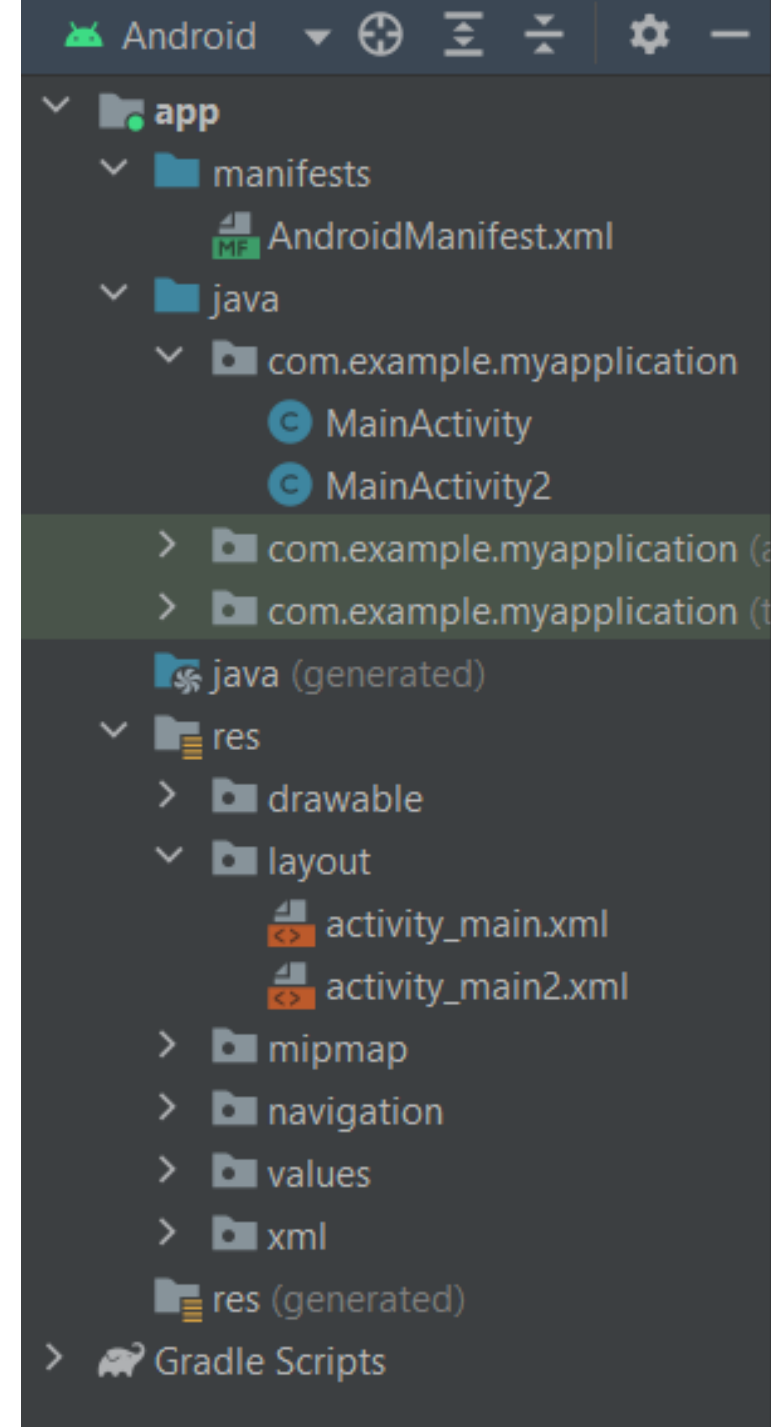 Android
app
manifests
MF AndroidManifest.xml
java
com.example.myapplication
C MainActivity
C MainActivity2
com.example.myapplication (a
com.example.myapplication (t
java (generated)
res
drawable
layout
<> activity_main.xml
<> activity_main2.xml
mipmap
navigation
values
xml
res (generated)
Gradle Scripts